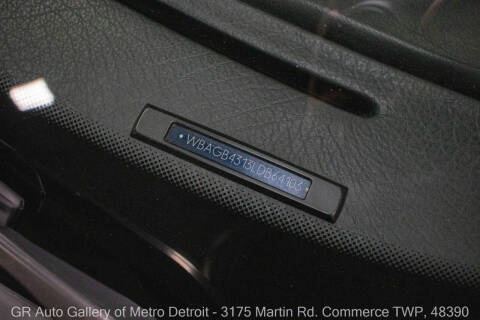 WBAGB4313LDB64103
GR Auto Gallery of Metro Detroit - 3175 Martin Rd. Commerce TWP, 48390